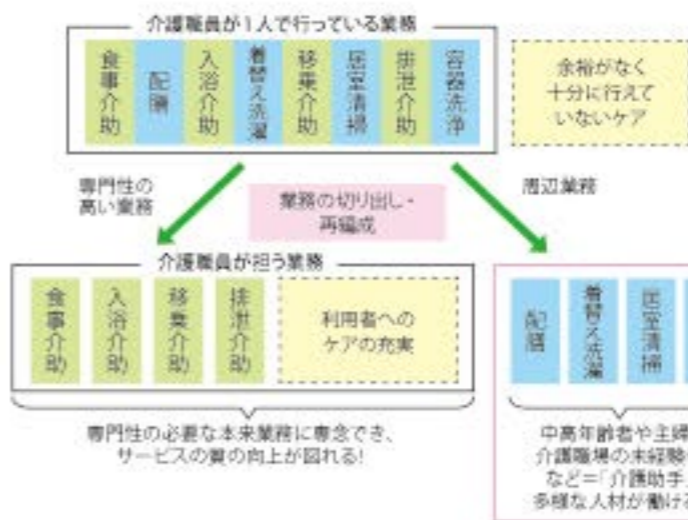 介護職員が1人で行っている業務
食事介助
配膳
入浴介助
着替え洗濯
移乗介助
居室清掃
排泄介助
容器洗浄
余裕がなく
十分に行えて
いないケア
専門性の
高い業務
業務の切り出し・
再編成
周辺業務
介護職員が担う業務
食事介助
入浴介助
移乗介助
排泄介助
利用者への
ケアの充実
専門性の必要な本来業務に専念でき、
サービスの質の向上が図れる!
配膳
着替え洗濯
居室清掃
中高年齢者や主婦
介護職場の未経験
など=「介護助手」
多様な人材が働ける